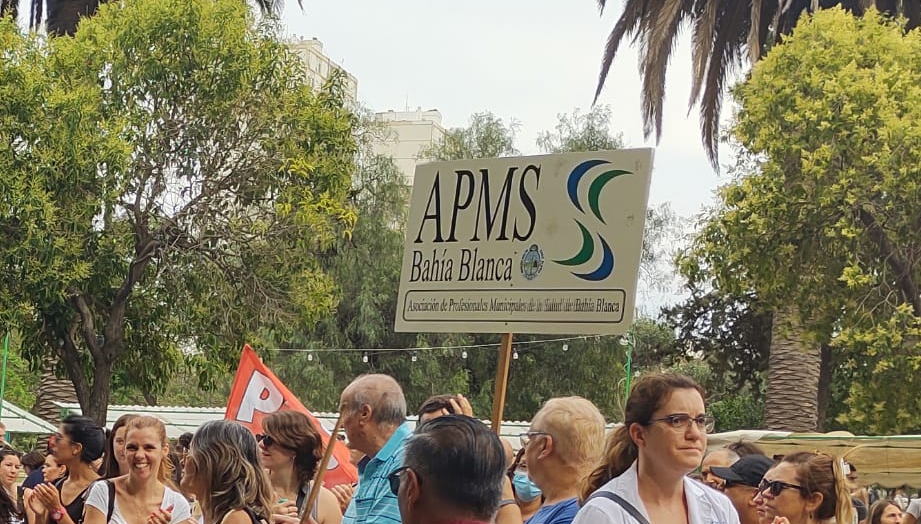 APMS
Bahía Blanca
Asociación de Profesionales Municipales de la Salud de Bahía Blanca
P